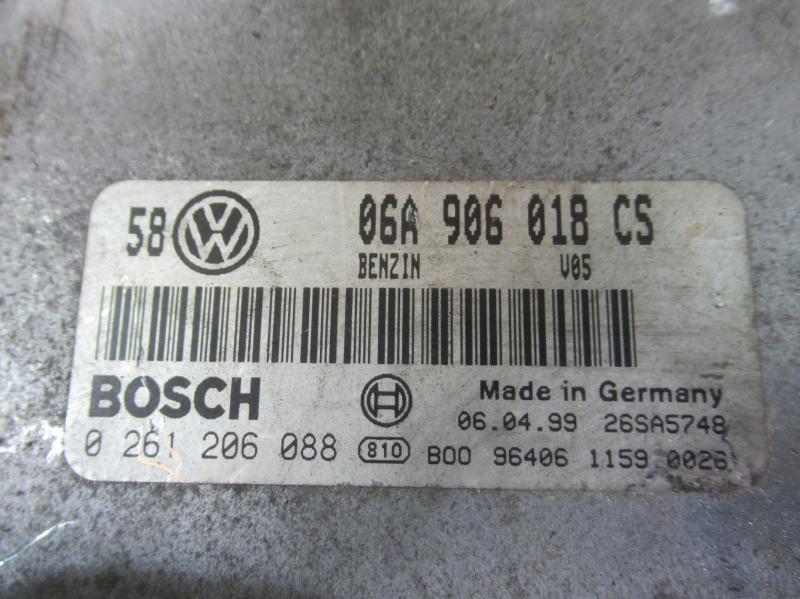 58 VW 06A 906 018 CS
BENZIN V05
BOSCH H Made in Germany
06.04.99 26SA5748
0 261 206 088 810 B00 96406 1159 0026